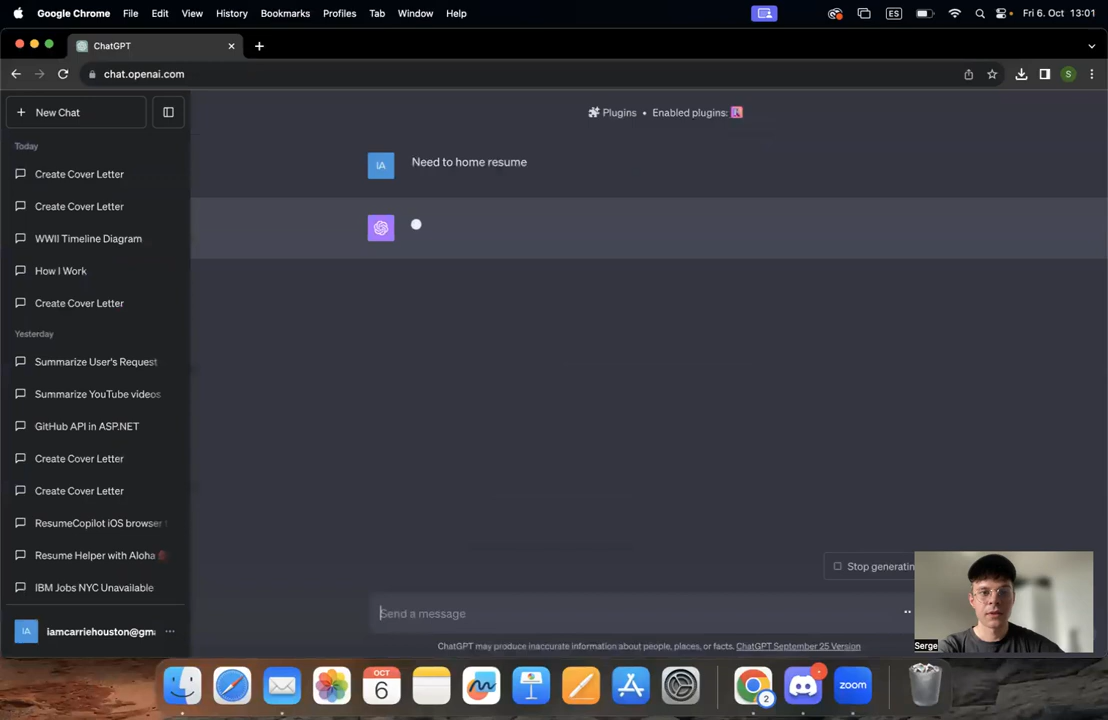 Google Chrome File Edit View History Bookmarks Profiles Tab Window Help ES Fri 6. Oct 13:01
ChatGPT
chat.openai.com S
New Chat
Plugins • Enabled plugins:
Today
IA Need to home resume
Create Cover Letter
Create Cover Letter
WWII Timeline Diagram
How I Work
Create Cover Letter
Yesterday
Summarize User's Request
Summarize YouTube videos
GitHub API in ASP.NET
Create Cover Letter
Create Cover Letter
ResumeCopilot iOS browser
Resume Helper with Aloha
IBM Jobs NYC Unavailable
IA iamcarriehouston@gma
Stop generatin
Send a message
ChatGPT may produce inaccurate information about people, places, or facts. ChatGPT September 25 Version
Serge
OCT
6
2
zoom